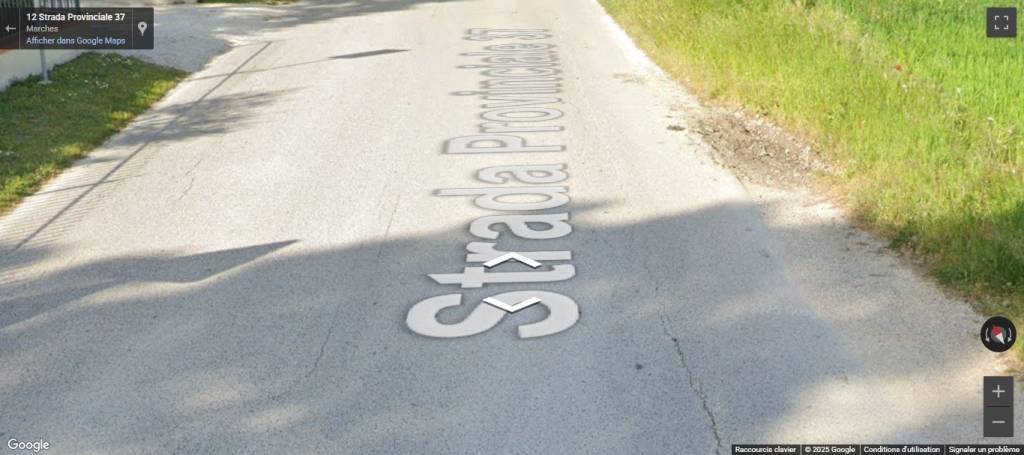 12 Strada Provinciale 37
Marches
Afficher dans Google Maps
Strada Provinciale 67
Google
Raccourcis clavier
© 2025 Google
Conditions d'utilisation
Signaler un problème